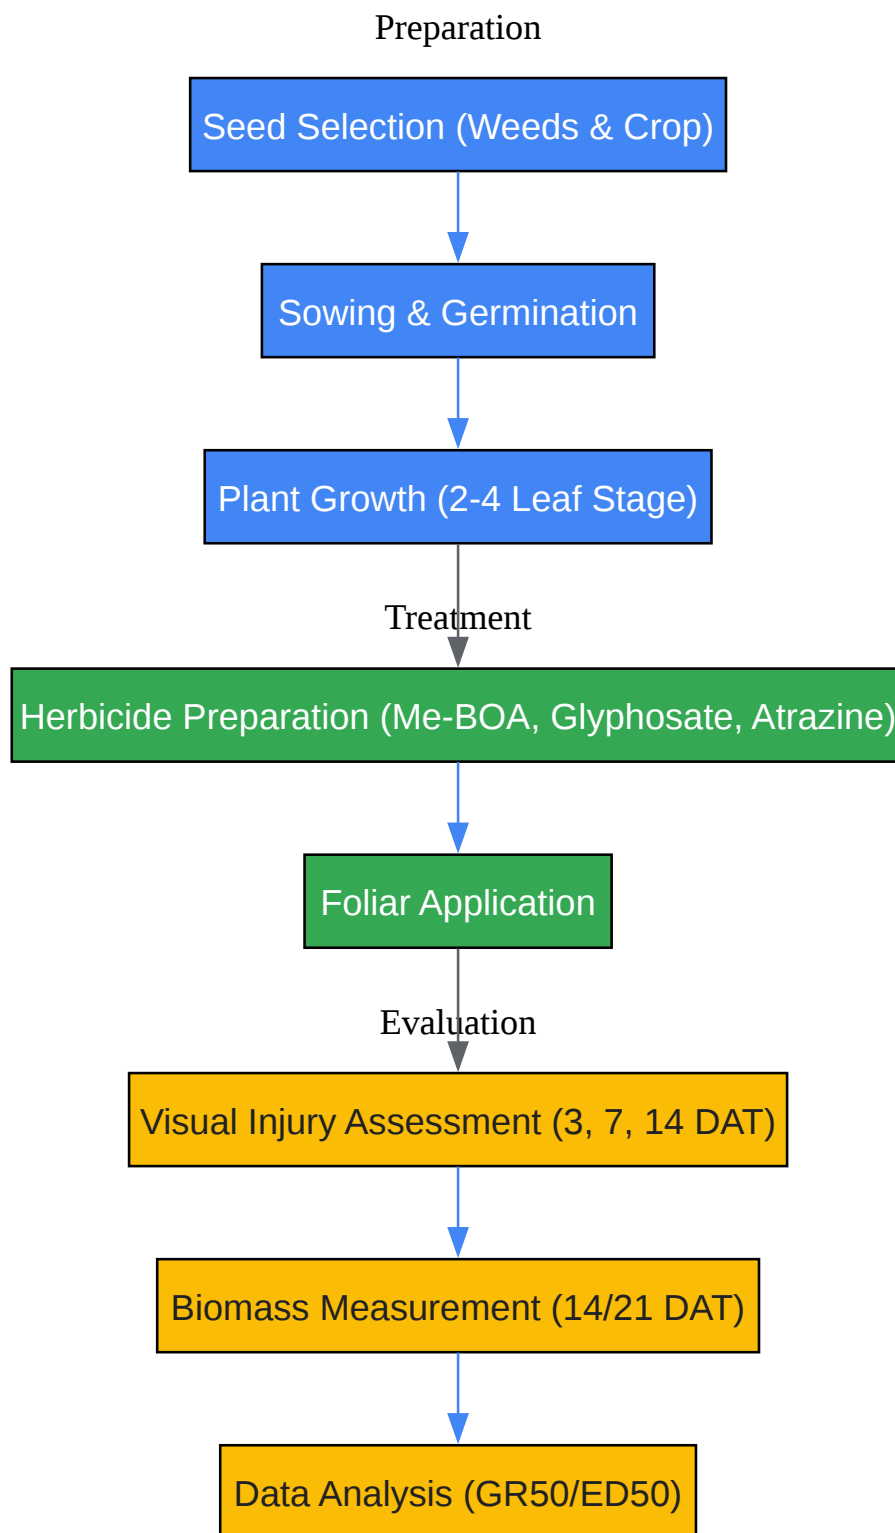 Preparation
Seed Selection (Weeds & Crop)
Sowing & Germination
Plant Growth (2-4 Leaf Stage)
Treatment
Herbicide Preparation (Me-BOA, Glyphosate, Atrazine)
Foliar Application
Evaluation
Visual Injury Assessment (3, 7, 14 DAT)
Biomass Measurement (14/21 DAT)
Data Analysis (GR50/ED50)